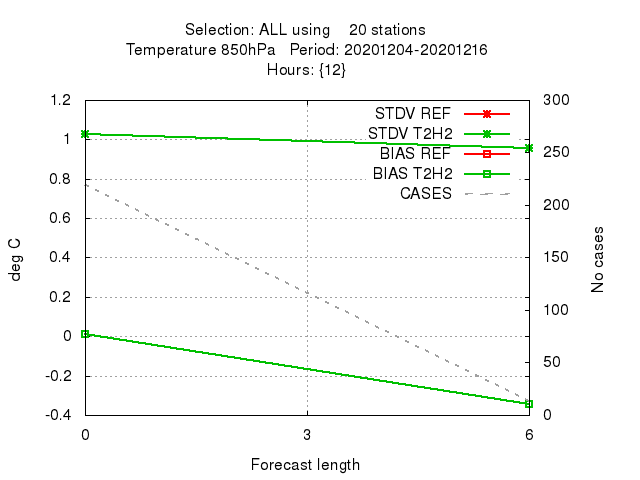 Selection: ALL using 20 stations
Temperature 850hPa Period: 20201204-20201216
Hours: {12}
1.2
1
0.8
0.6
0.4
0.2
0
-0.2
-0.4
deg C
STDV REF
STDV T2H2
BIAS REF
BIAS T2H2
CASES
300
250
200
150
100
50
0
No cases
0 3 6
Forecast length